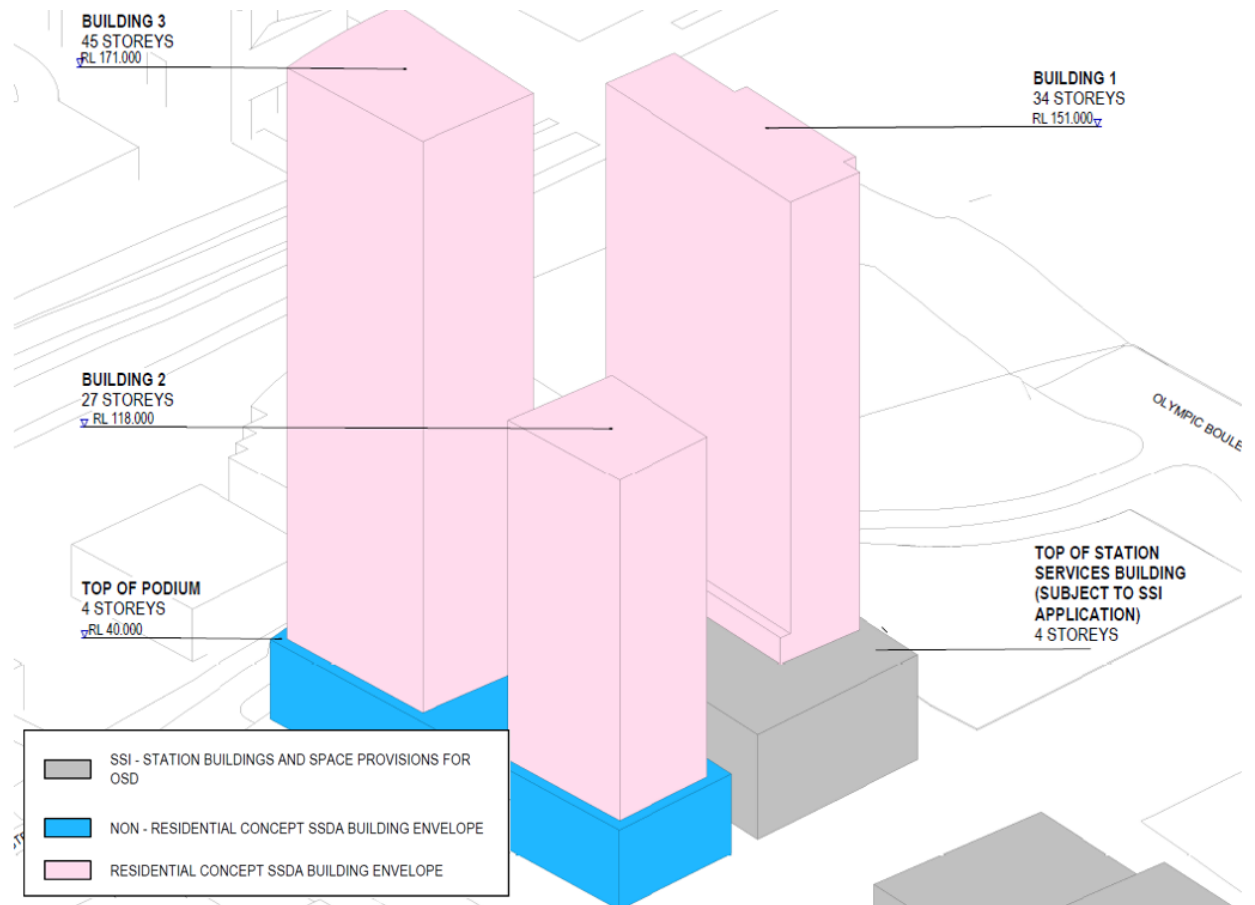 BUILDING 3
45 STOREYS
RL 171.000
BUILDING 1
34 STOREYS
RL 151.000
BUILDING 2
27 STOREYS
RL 118.000
OLYMPIC BOULE
TOP OF PODIUM
4 STOREYS
RL 40.000
TOP OF STATION
SERVICES BUILDING
(SUBJECT TO SSI
APPLICATION)
4 STOREYS
SSI - STATION BUILDINGS AND SPACE PROVISIONS FOR
OSD
NON - RESIDENTIAL CONCEPT SSDA BUILDING ENVELOPE
RESIDENTIAL CONCEPT SSDA BUILDING ENVELOPE